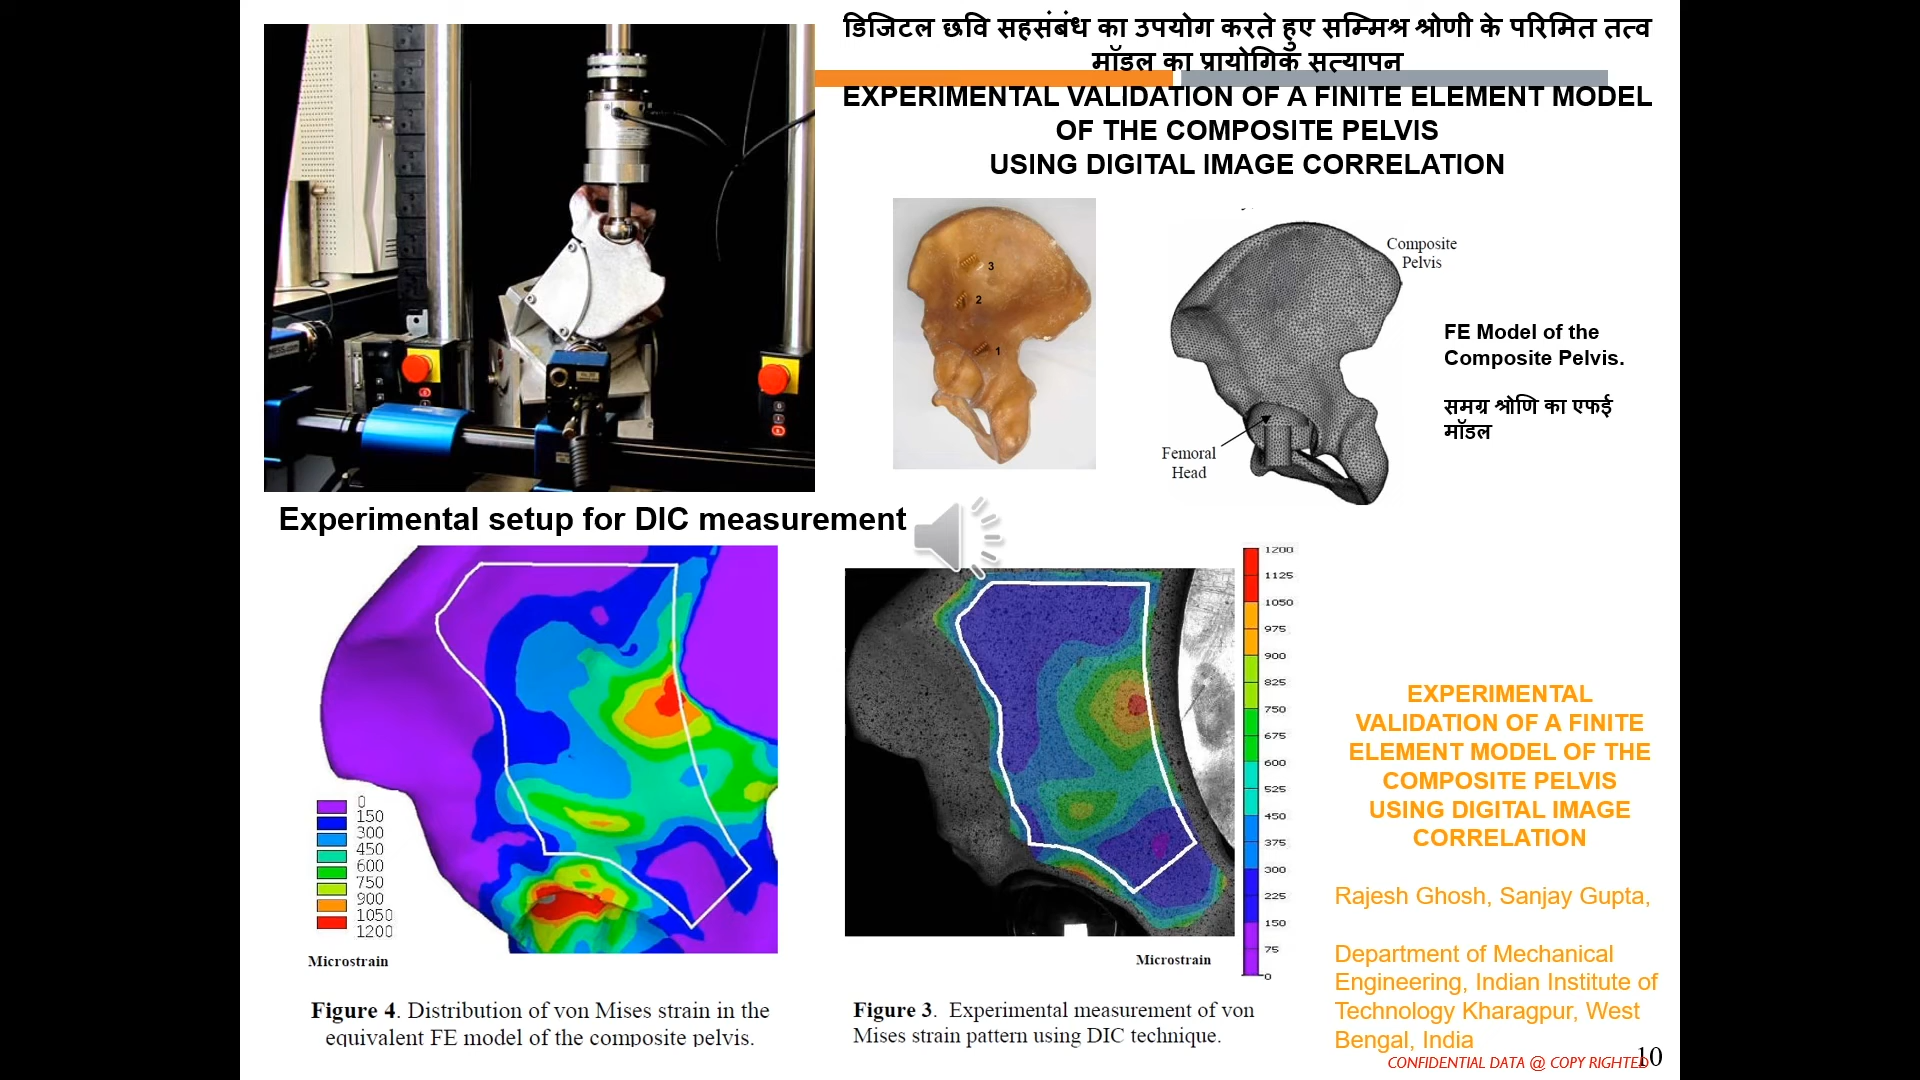 डिजिटल छवि सहसंबंध का उपयोग करते हुए सम्मिश्र श्रोणी के परिमित तत्व
मॉडल का प्रायोगिक सत्यापन
EXPERIMENTAL VALIDATION OF A FINITE ELEMENT MODEL
OF THE COMPOSITE PELVIS
USING DIGITAL IMAGE CORRELATION
3
2
1
Composite
Pelvis
Femoral
Head
FE Model of the
Composite Pelvis.
समग्र श्रोणि का एफई
मॉडल
Experimental setup for DIC measurement
0
150
300
450
600
750
900
1050
1200
Microstrain
Figure 4. Distribution of von Mises strain in the
equivalent FE model of the composite pelvis.
1200
1125
1050
975
900
825
750
675
600
525
450
375
300
225
150
75
0
Microstrain
Figure 3. Experimental measurement of von
Mises strain pattern using DIC technique.
EXPERIMENTAL
VALIDATION OF A FINITE
ELEMENT MODEL OF THE
COMPOSITE PELVIS
USING DIGITAL IMAGE
CORRELATION
Rajesh Ghosh, Sanjay Gupta,
Department of Mechanical
Engineering, Indian Institute of
Technology Kharagpur, West
Bengal, India
CONFIDENTIAL DATA @ COPY RIGHTED
10